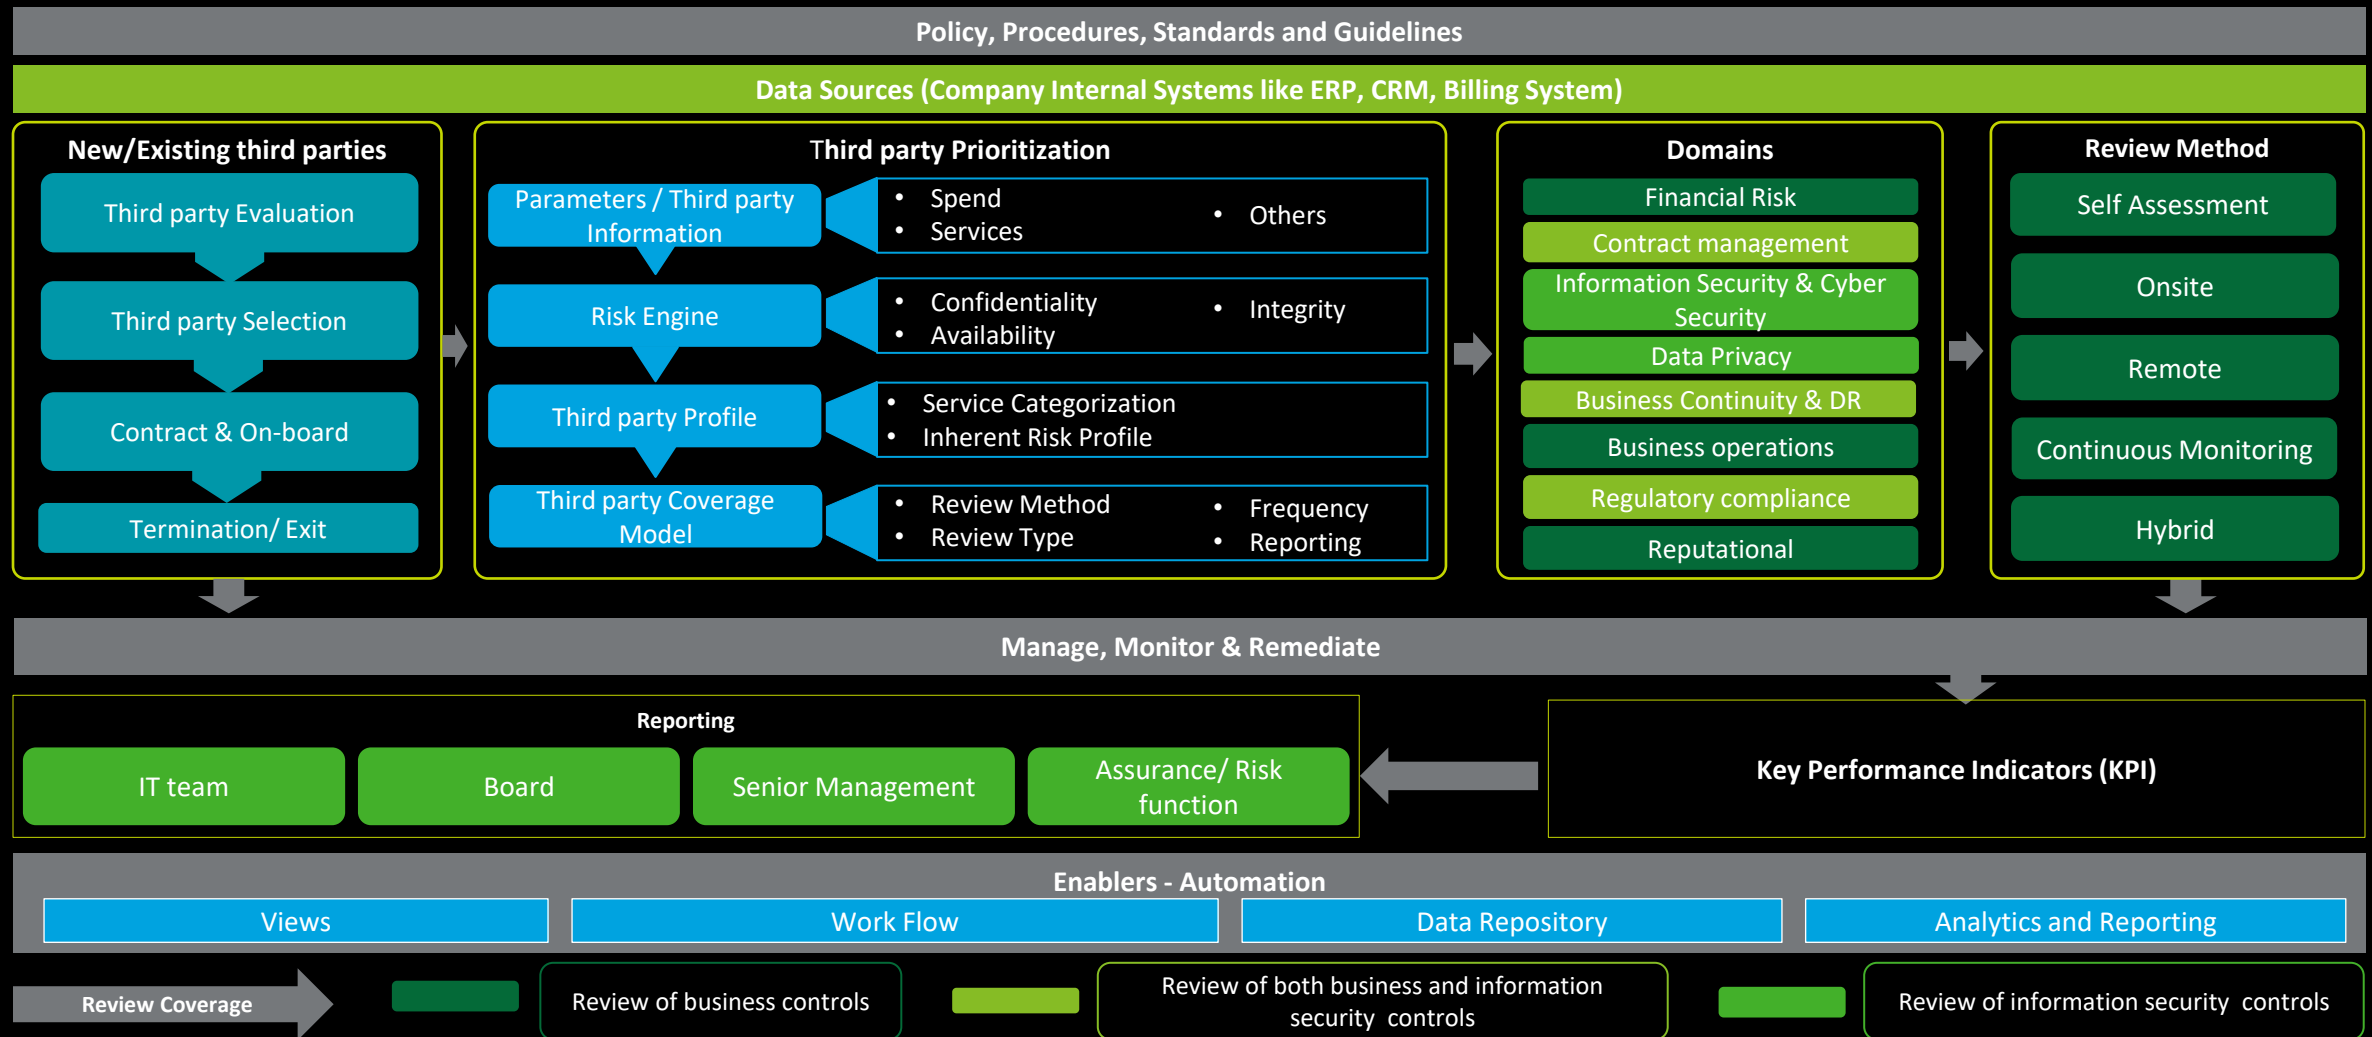 Policy, Procedures, Standards and Guidelines
Data Sources (Company Internal Systems like ERP, CRM, Billing System)
New/Existing third parties
Third party Evaluation
Third party Selection
Contract & On-board
Termination/ Exit
Third party Prioritization
Parameters / Third party
Information
• Spend
• Services
• Others
Risk Engine
• Confidentiality
• Availability
• Integrity
Third party Profile
• Service Categorization
• Inherent Risk Profile
Third party Coverage
Model
• Review Method
• Review Type
• Frequency
• Reporting
Domains
Financial Risk
Contract management
Information Security & Cyber
Security
Data Privacy
Business Continuity & DR
Business operations
Regulatory compliance
Reputational
Review Method
Self Assessment
Onsite
Remote
Continuous Monitoring
Hybrid
Manage, Monitor & Remediate
Reporting
IT team
Board
Senior Management
Assurance/ Risk
function
Key Performance Indicators (KPI)
Enablers - Automation
Views
Work Flow
Data Repository
Analytics and Reporting
Review Coverage
Review of business controls
Review of both business and information
security controls
Review of information security controls